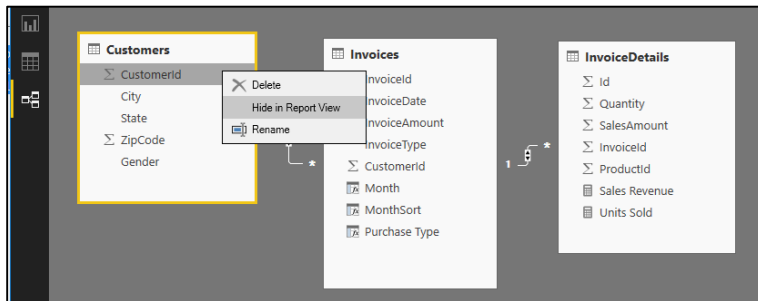 Customers
Σ CustomerId
City
State
Σ ZipCode
Gender
Delete
Hide in Report View
Rename
*
Invoices
InvoiceId
InvoiceDate
InvoiceAmount
InvoiceType
Σ CustomerId
Month
MonthSort
Purchase Type
1
*
InvoiceDetails
Σ Id
Σ Quantity
Σ SalesAmount
Σ InvoiceId
Σ ProductId
Sales Revenue
Units Sold